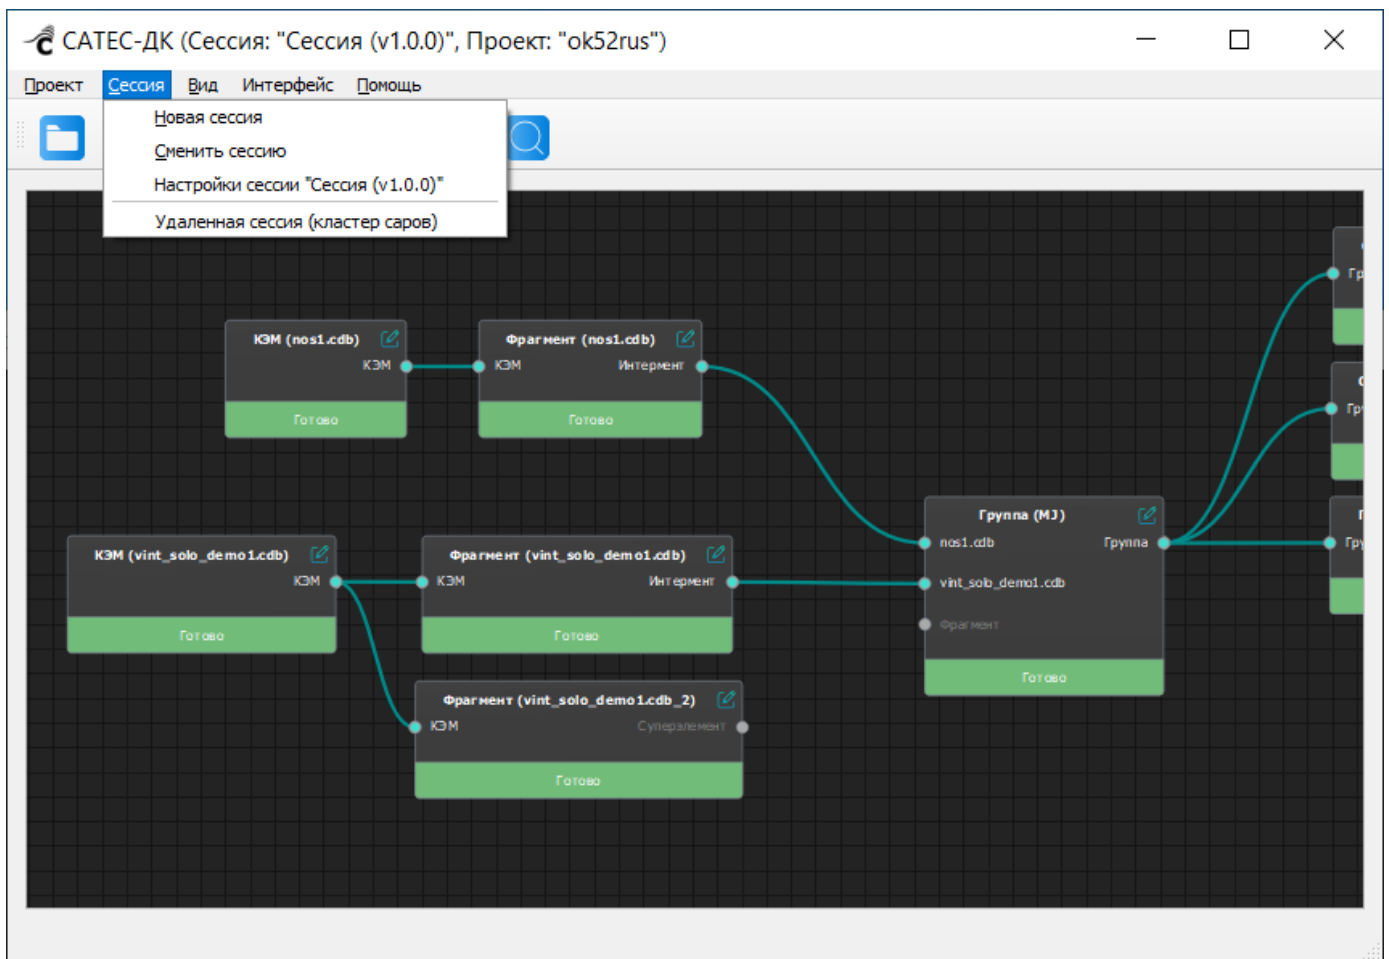 САТЕС-ДК (Сессия: "Сессия (v1.0.0)", Проект: "ok52rus")
Проект Сессия Вид Интерфейс Помощь
Новая сессия
Сменить сессию
Настройки сессии "Сессия (v1.0.0)"
Удаленная сессия (кластер саров)
КЭМ (nos1.cdb)
КЭМ
Готово
Фрагмент (nos1.cdb)
КЭМ Интермент
Готово
КЭМ (vint_solo_demo1.cdb)
КЭМ
Готово
Фрагмент (vint_solo_demo1.cdb)
КЭМ Интермент
Готово
Фрагмент (vint_solo_demo1.cdb_2)
КЭМ Суперэлемент
Готово
Группа (MJ)
nos1.cdb Группа
vint_solo_demo1.cdb
Фрагмент
Готово